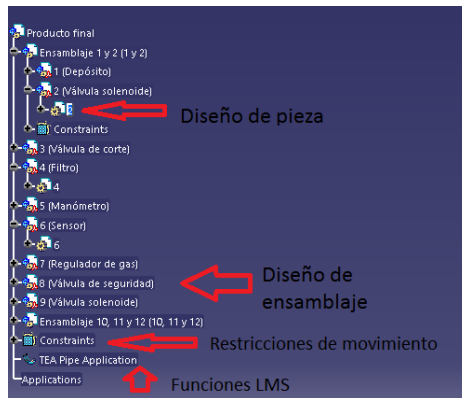 Producto final
Ensamblaje 1 y 2 (1 y 2)
1 (Depósito)
2 (Válvula solenoide)
2
Diseño de pieza
Constraints
3 (Válvula de corte)
4 (Filtro)
4
5 (Manómetro)
6 (Sensor)
6
7 (Regulador de gas)
8 (Válvula de seguridad)
Diseño de
ensamblaje
9 (Válvula solenoide)
Ensamblaje 10, 11 y 12 (10, 11 y 12)
Constraints
Restricciones de movimiento
TEA Pipe Application
Applications
Funciones LMS